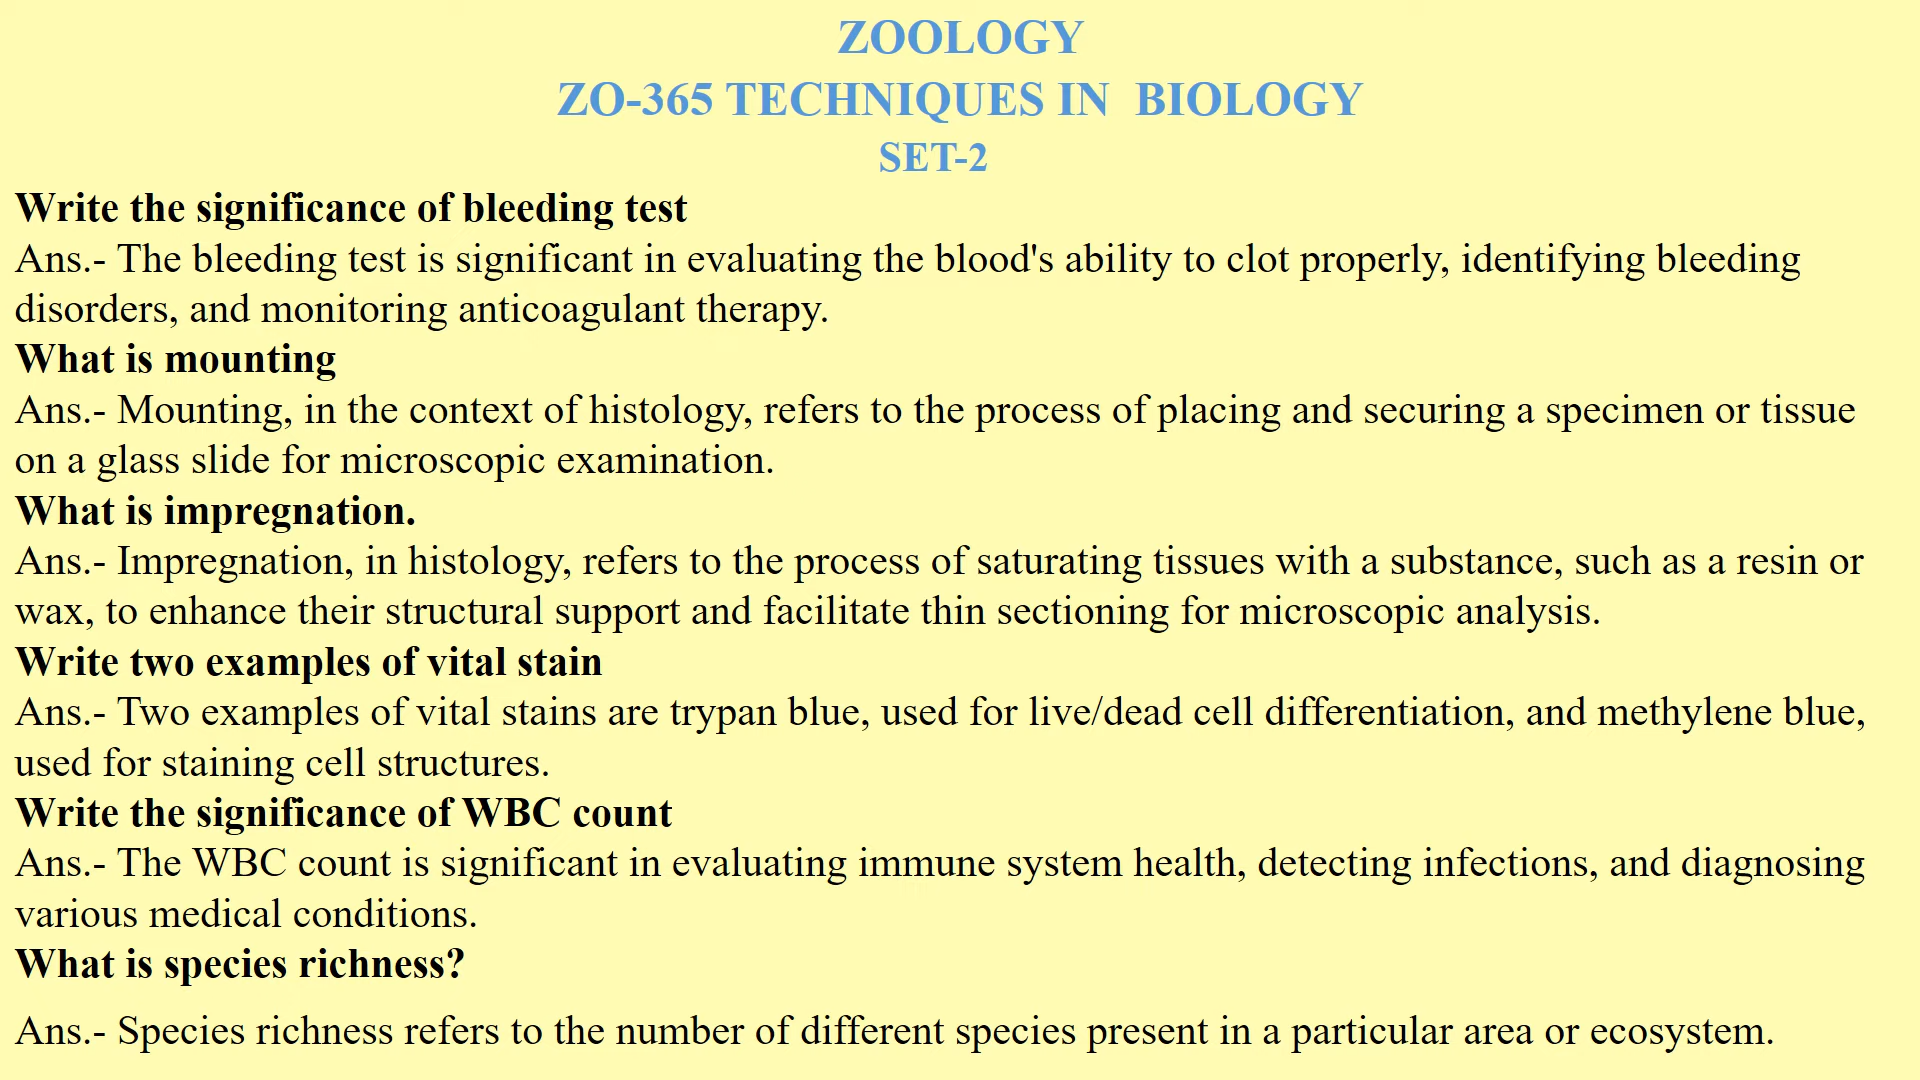 ZOOLOGY
ZO-365 TECHNIQUES IN BIOLOGY
SET-2
Write the significance of bleeding test
Ans.- The bleeding test is significant in evaluating the blood's ability to clot properly, identifying bleeding
disorders, and monitoring anticoagulant therapy.
What is mounting
Ans.- Mounting, in the context of histology, refers to the process of placing and securing a specimen or tissue
on a glass slide for microscopic examination.
What is impregnation.
Ans.- Impregnation, in histology, refers to the process of saturating tissues with a substance, such as a resin or
wax, to enhance their structural support and facilitate thin sectioning for microscopic analysis.
Write two examples of vital stain
Ans.- Two examples of vital stains are trypan blue, used for live/dead cell differentiation, and methylene blue,
used for staining cell structures.
Write the significance of WBC count
Ans.- The WBC count is significant in evaluating immune system health, detecting infections, and diagnosing
various medical conditions.
What is species richness?
Ans.- Species richness refers to the number of different species present in a particular area or ecosystem.